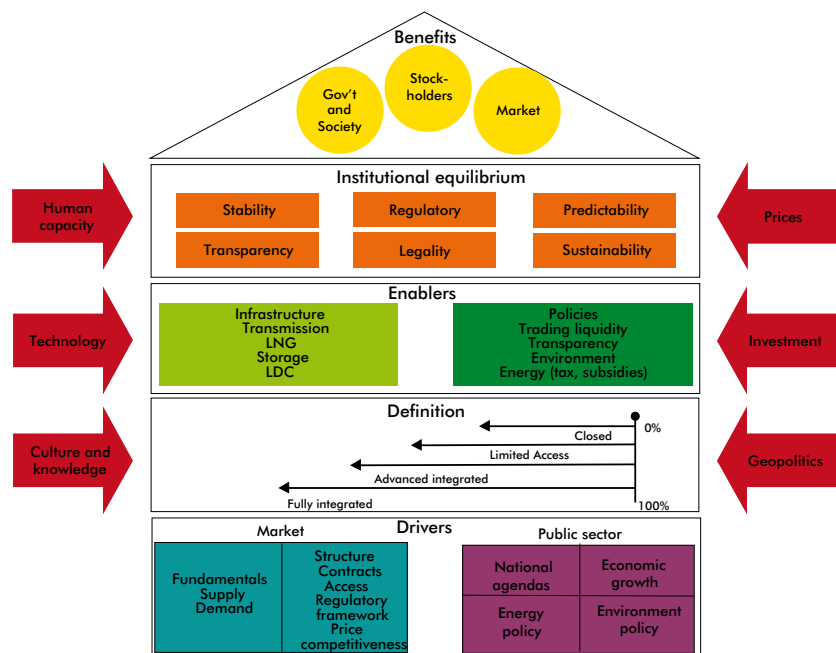 Benefits
Gov't
and
Society
Stock-
holders
Market
Institutional equilibrium
Stability
Regulatory
Predictability
Transparency
Legality
Sustainability
Human
capacity
Prices
Enablers
Infrastructure
Transmission
LNG
Storage
LDC
Policies
Trading liquidity
Transparency
Environment
Energy (tax, subsidies)
Technology
Investment
Definition
0%
Closed
Limited Access
Advanced integrated
Fully integrated
100%
Culture and
knowledge
Geopolitics
Drivers
Market
Public sector
Fundamentals
Supply
Demand
Structure
Contracts
Access
Regulatory
framework
Price
competitiveness
National
agendas
Economic
growth
Energy
policy
Environment
policy